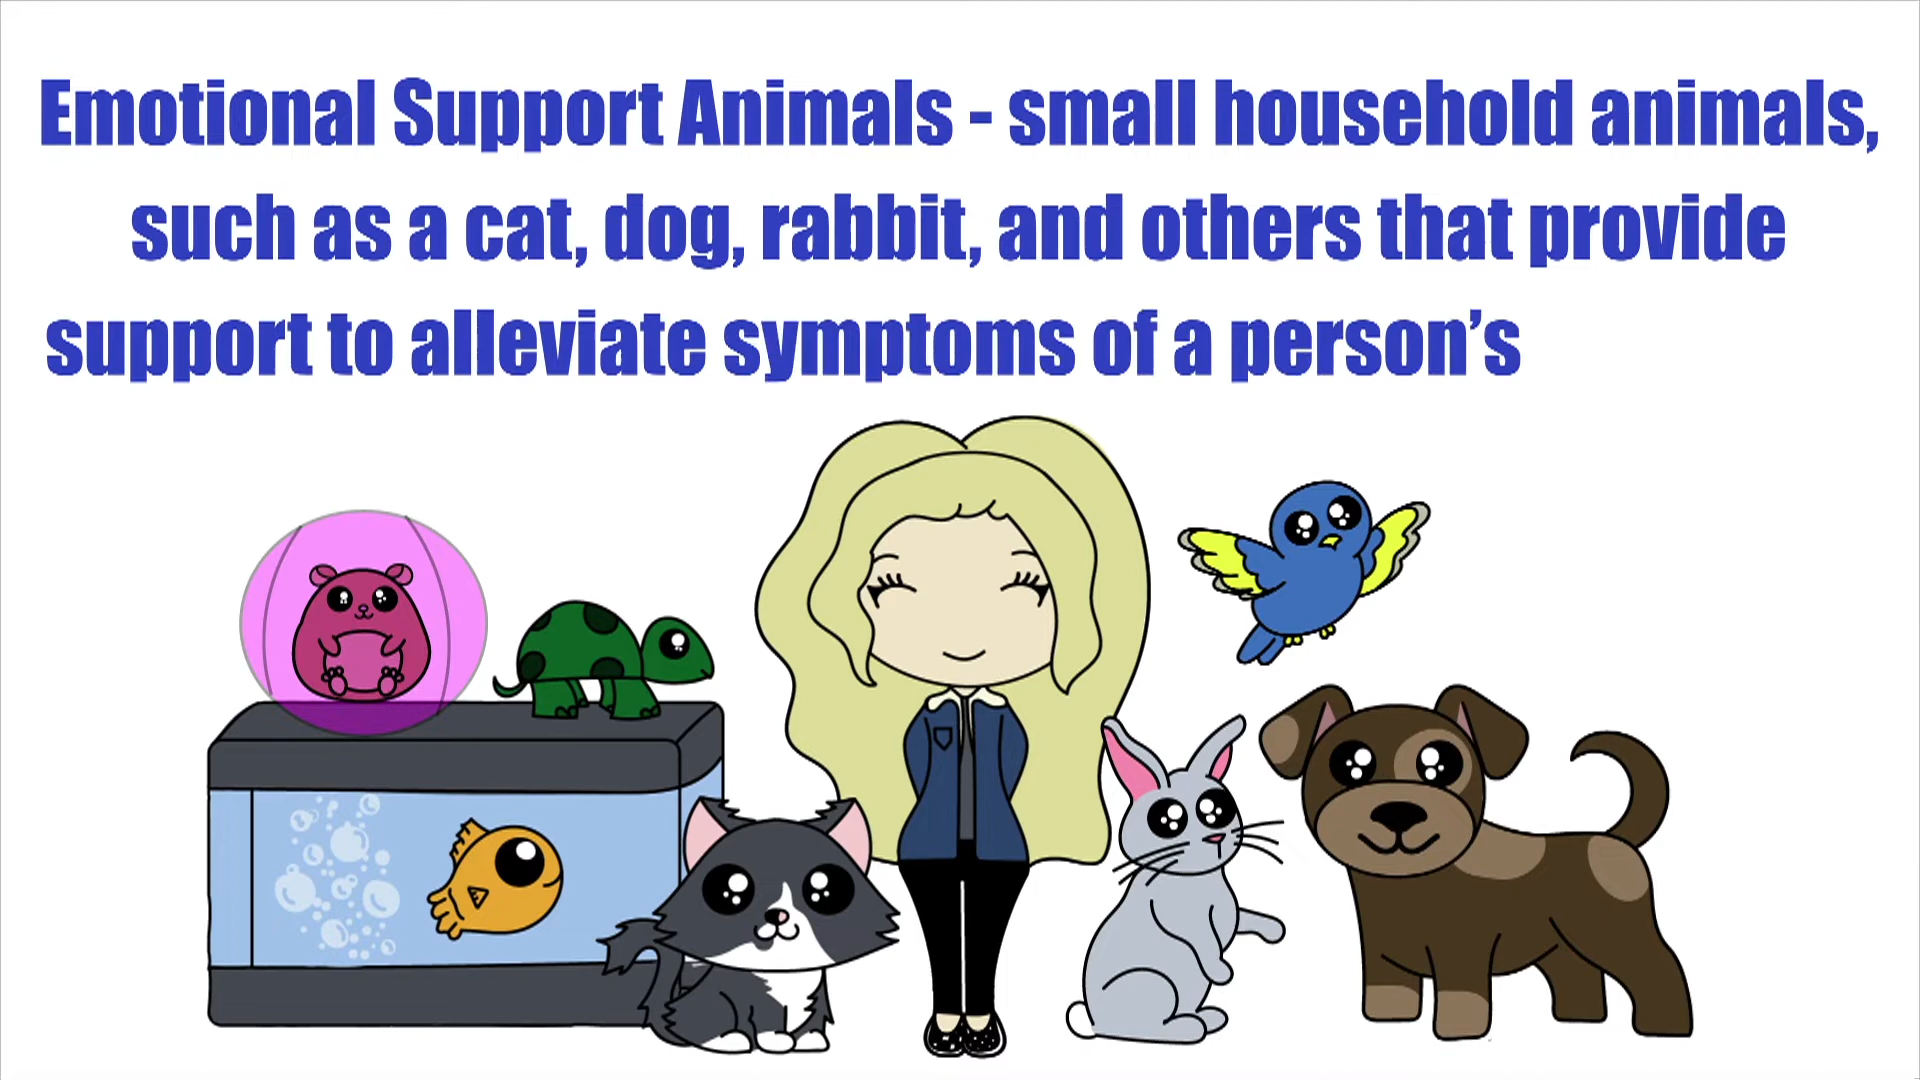 Emotional Support Animals - small household animals,
such as a cat, dog, rabbit, and others that provide
support to alleviate symptoms of a person’s